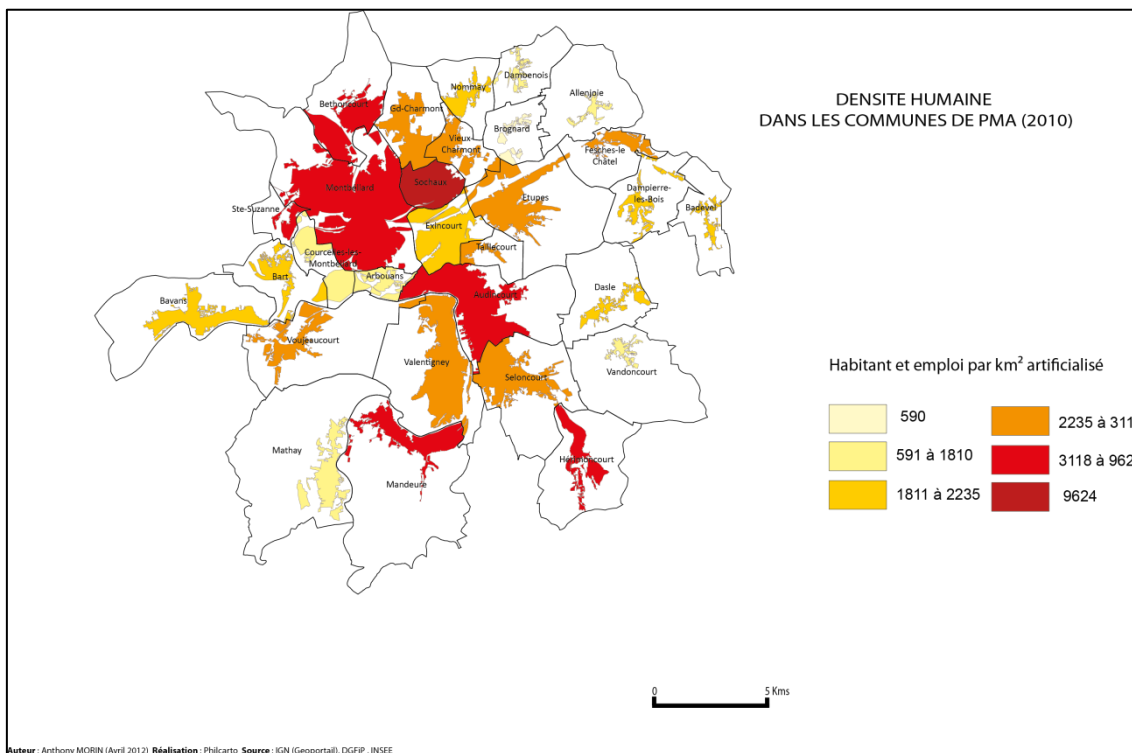 DENSITE HUMAINE
DANS LES COMMUNES DE PMA (2010)
Dambenois
Nommay
Allenjoie
Bethoncourt
Gd-Charmont
Brognard
Vieux-
Charmont
Fesches-le
Châtel
Montbéliard
Sochaux
Dampierre-
les-Bois
Etupes
Ste-Suzanne
Badevel
Exincourt
Taillecourt
Courcelles-les-
Montbéliard
Bart
Arbouans
Dasle
Audincourt
Bavans
Voujeaucourt
Valentigney
Seloncourt
Vandoncourt
Mathay
Mandeure
Hérimoncourt
Habitant et emploi par km² artificialisé
590
591 à 1810
1811 à 2235
2235 à 311
3118 à 962
9624
0
5 Kms
Auteur : Anthony MORIN (Avril 2012) Réalisation : Philcarto Source : IGN (Geoportail), DGFiP , INSEE